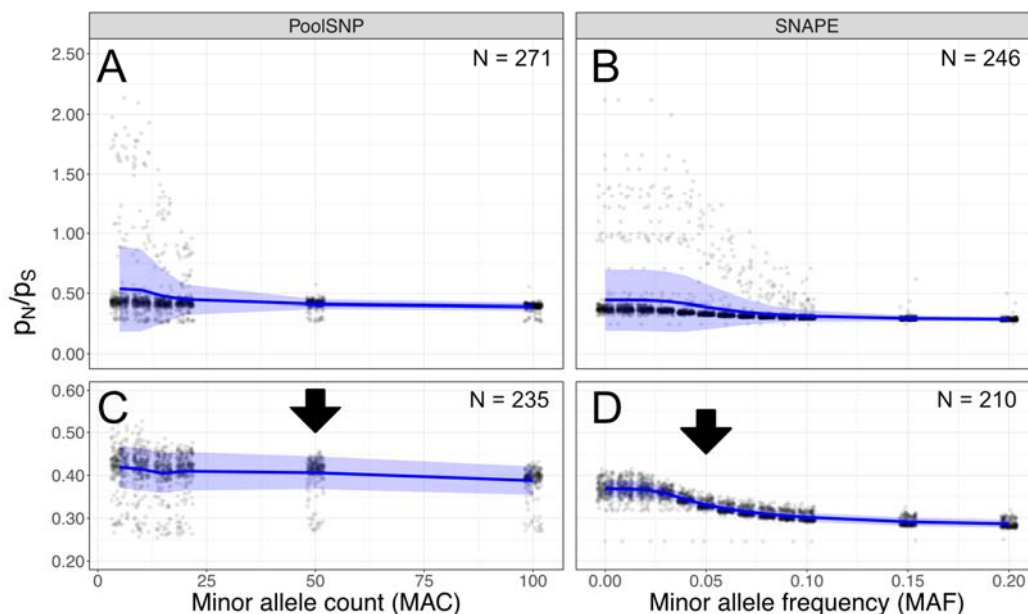 PoolSNP
SNAPE
A
N = 271
B
N = 246
2.50
2.00
1.50
1.00
0.50
0.00
pN/pS
C
N = 235
D
N = 210
0.60
0.50
0.40
0.30
0.20
0 25 50 75 100
0.00 0.05 0.10 0.15 0.20
Minor allele count (MAC)
Minor allele frequency (MAF)